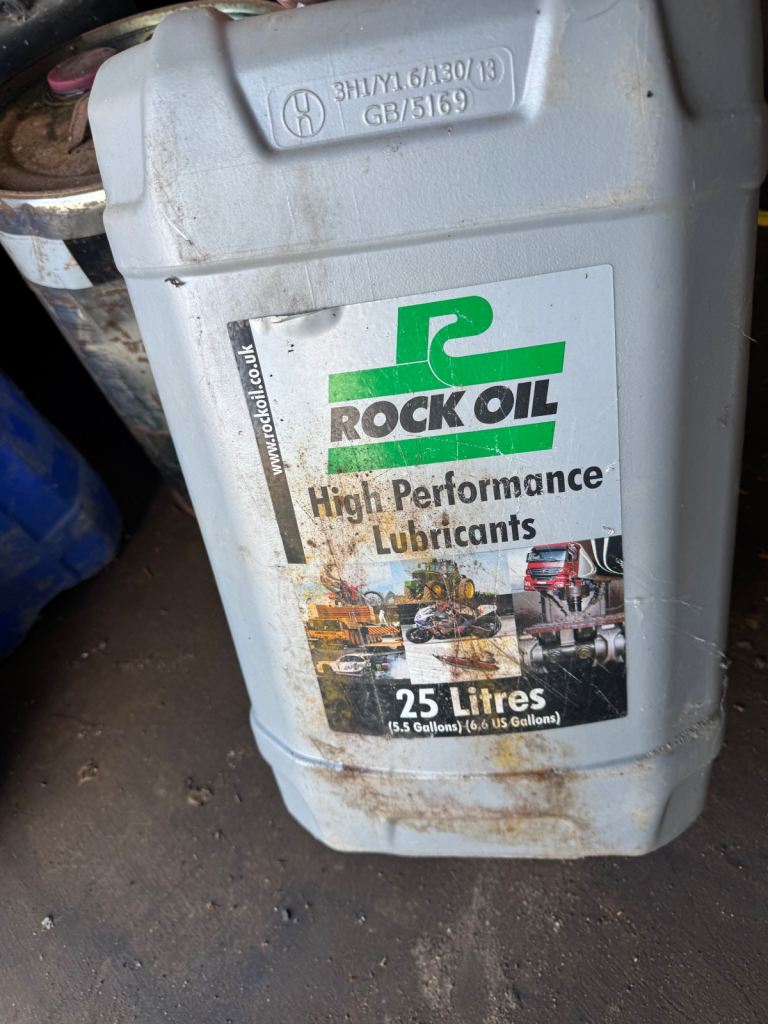 3H1/Y1.6/130/ 13
GB/5169
www.rockoil.co.uk
ROCK OIL
High Performance
Lubricants
25 Litres
(5.5 Gallons) (6,6 US Gallons)